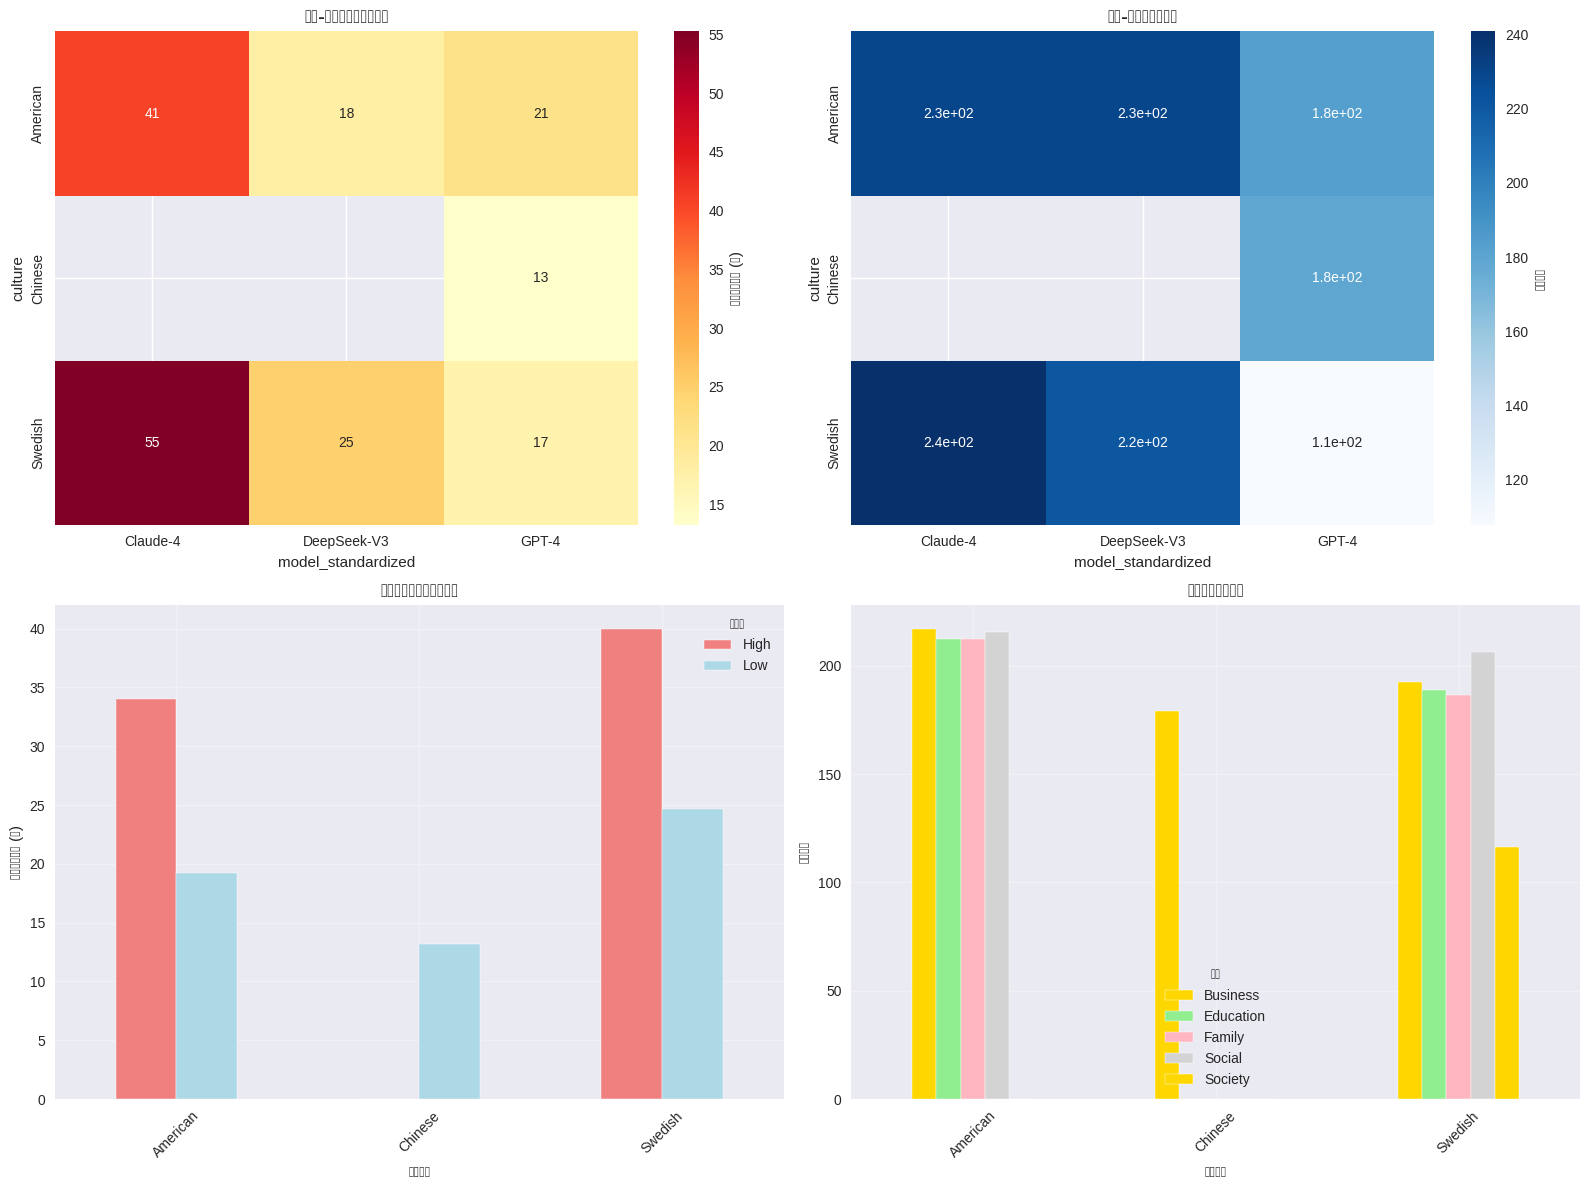 55
50
45
40
35
30
25
20
15
American
Chinese
Swedish
culture
41
18
21
13
55
25
17
Claude-4
DeepSeek-V3
GPT-4
model_standardized
240
220
200
180
160
140
120
American
Chinese
Swedish
culture
2.3e+02
2.3e+02
1.8e+02
1.8e+02
2.4e+02
2.2e+02
1.1e+02
Claude-4
DeepSeek-V3
GPT-4
model_standardized
40
35
30
25
20
15
10
5
0
High
Low
American
Chinese
Swedish
200
150
100
50
0
Business
Education
Family
Social
Society
American
Chinese
Swedish